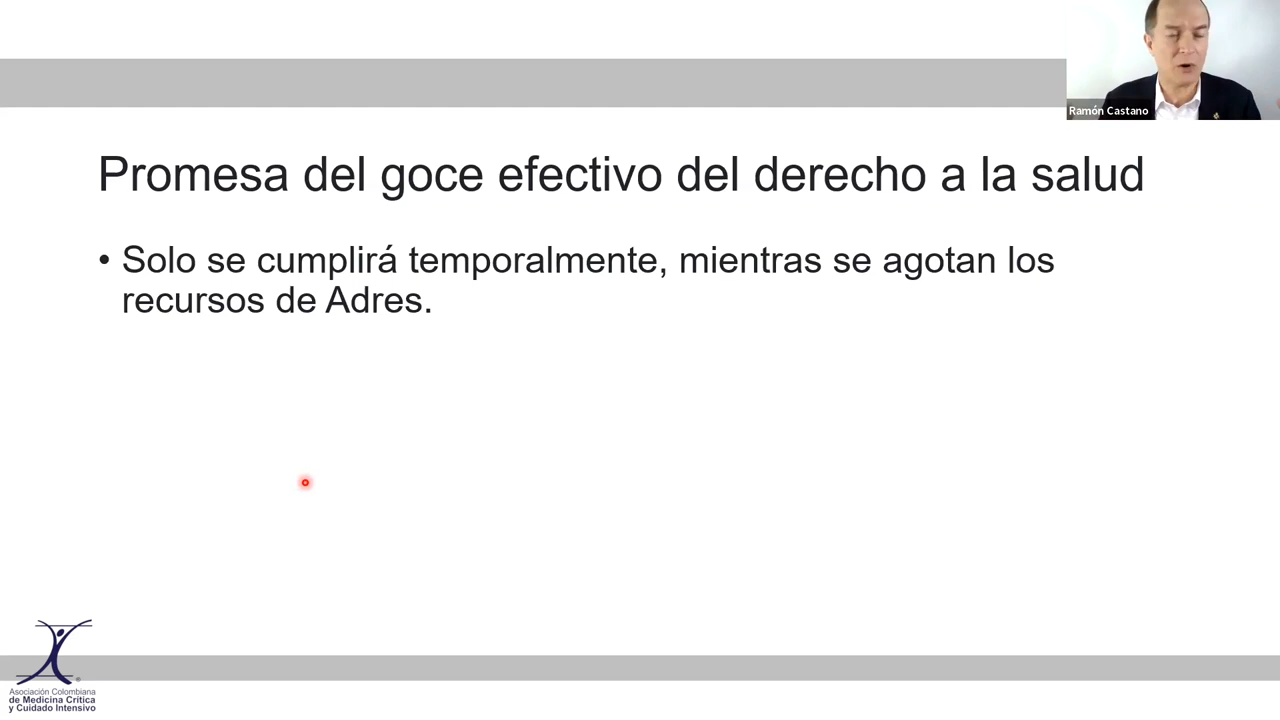 Ramón Castano
Promesa del goce efectivo del derecho a la salud
• Solo se cumplirá temporalmente, mientras se agotan los
recursos de Adres.
Asociación Colombiana
de Medicina Crítica
y Cuidado Intensivo